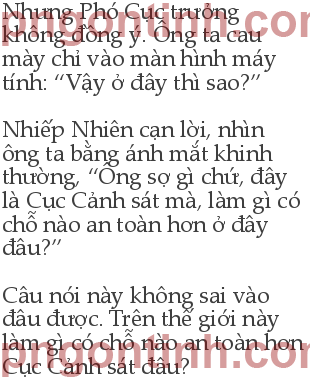 Nhưng Phó Cục trưởng
không đồng ý. Ông ta cau
mày chỉ vào màn hình máy
tính: “Vậy ở đây thì sao?”
Nhiếp Nhiên cạn lời, nhìn
ông ta bằng ánh mắt khinh
thường, “Ông sợ gì chứ, đây
là Cục Cảnh sát mà, làm gì có
chỗ nào an toàn hơn ở đây
đâu?”
Câu nói này không sai vào
đâu được. Trên thế giới này
làm gì có chỗ nào an toàn hơn
Cục Cảnh sát đâu?
pngontinh.com
pngontinh.com